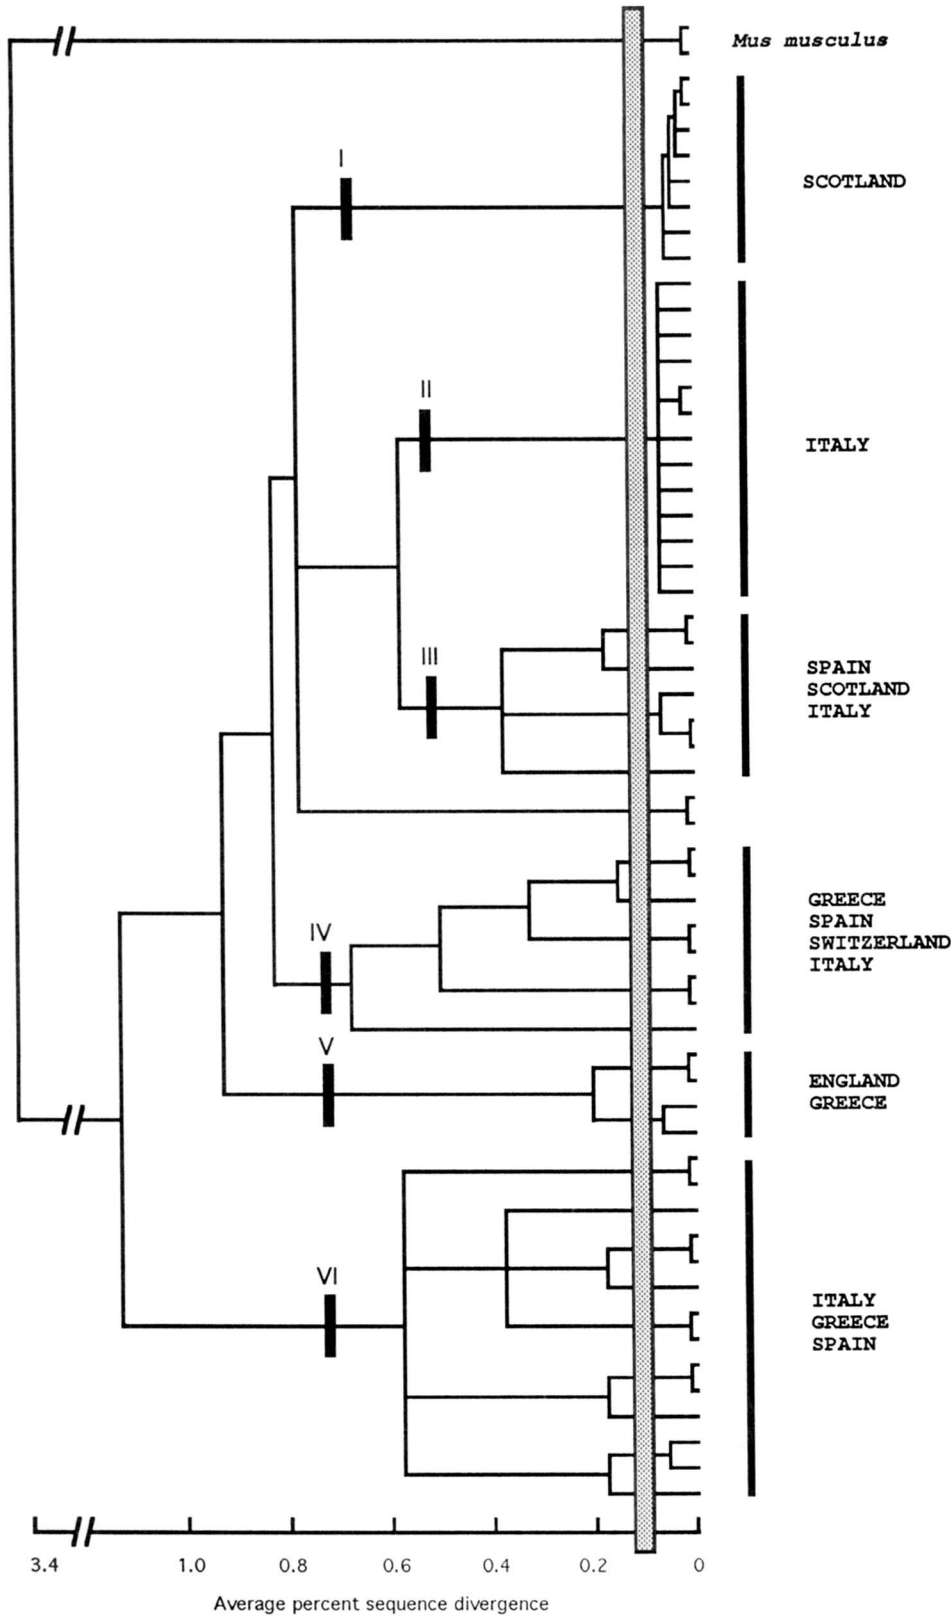 Mus musculus
I
SCOTLAND
II
ITALY
III
SPAIN
SCOTLAND
ITALY
IV
GREECE
SPAIN
SWITZERLAND
ITALY
V
ENGLAND
GREECE
VI
ITALY
GREECE
SPAIN
3.4 1.0 0.8 0.6 0.4 0.2 0
Average percent sequence divergence